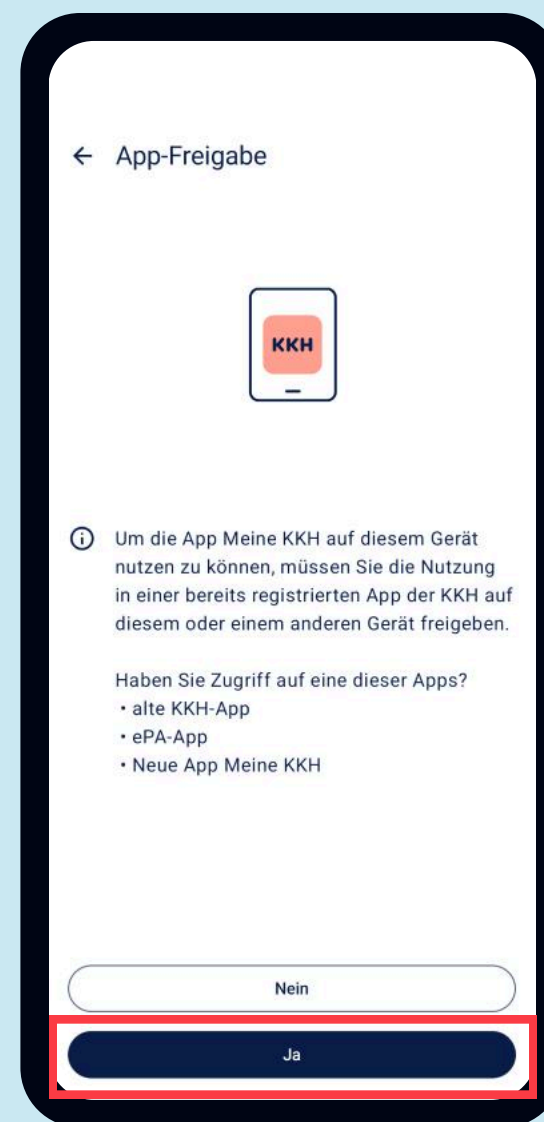 ← App-Freigabe
KKH
Um die App Meine KKH auf diesem Gerät
nutzen zu können, müssen Sie die Nutzung
in einer bereits registrierten App der KKH auf
diesem oder einem anderen Gerät freigeben.
Haben Sie Zugriff auf eine dieser Apps?
• alte KKH-App
• ePA-App
• Neue App Meine KKH
Nein
Ja